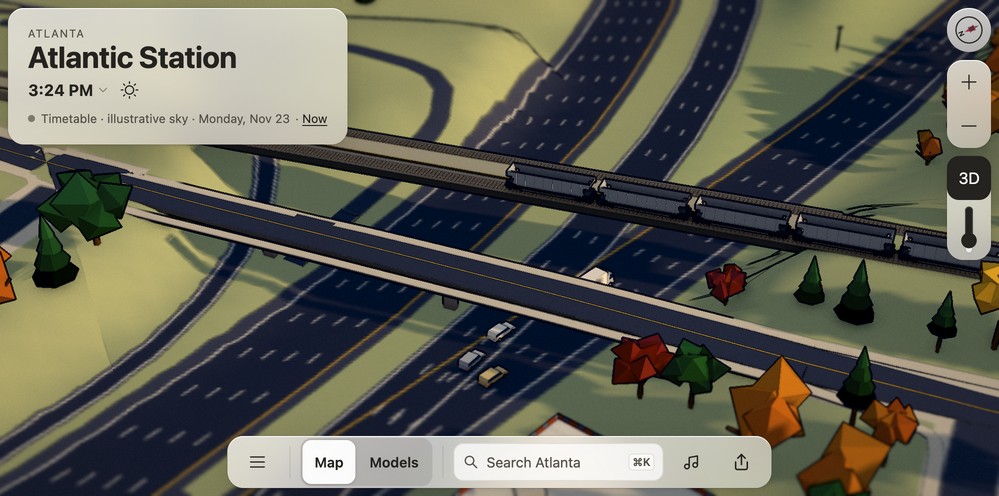 ATLANTA
Atlantic Station
3:24 PM
Timetable · illustrative sky · Monday, Nov 23 · Now
3D
Map
Models
Search Atlanta
⌘K